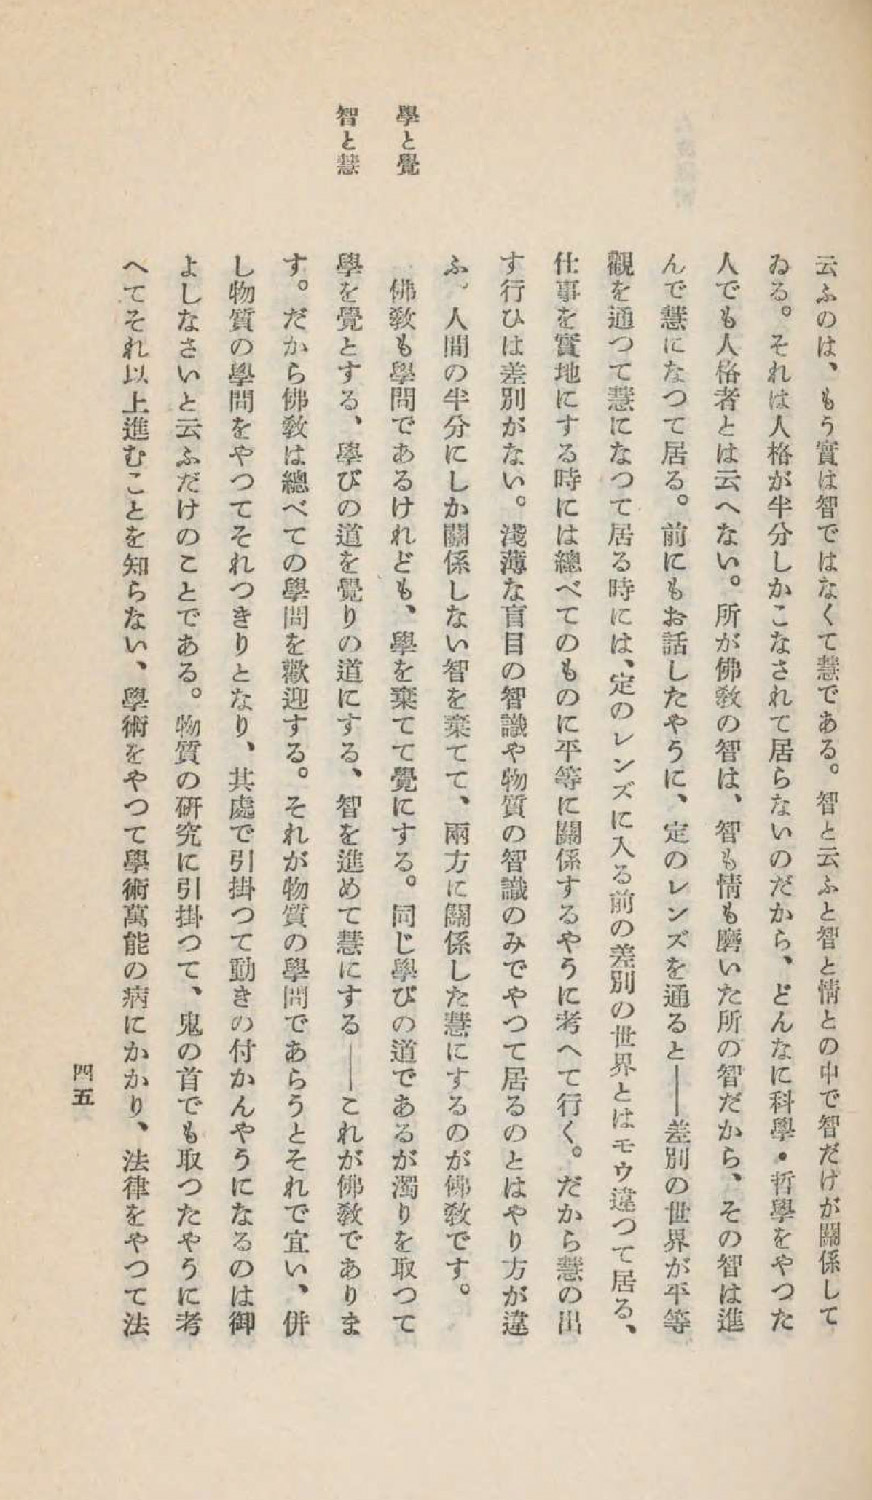 學と覺
智と慧
云ふのは、もう實は智ではなくて慧である。智と云ふと智と情との中で智だけが關係して
ゐる。それは人格が半分しかこなされて居らないのだから、どんなに科學・哲學をやつた
人でも人格者とは云へない。所が佛敎の智は、智も情も磨いた所の智だから、その智は進
んで慧になつて居る。前にもお話したやうに、定のレンズを通ると――差別の世界が平等
觀を通つて慧になつて居る時には、定のレンズに入る前の差別の世界とはモウ違つて居る、
仕事を實地にする時には總べてのものに平等に關係するやうに考へて行く。だから慧の出
す行ひは差別がない。淺薄な盲目の智識や物質の智識のみでやつて居るのとはやり方が違
ふ。人間の半分にしか關係しない智を棄てて、兩方に關係した慧にするのが佛敎です。
佛敎も學問であるけれども、學を棄てて覺にする。同じ學びの道であるが濁りを取つて
學を覺とする、學びの道を覺りの道にする、智を進めて慧にする――これが佛敎でありま
す。だから佛敎は總べての學問を歡迎する。それが物質の學問であらうとそれで宜い、併
し物質の學問をやつてそれつきりとなり、其處で引掛つて動きの付かんやうになるのは御
よしなさいと云ふだけのことである。物質の硏究に引掛つて、鬼の首でも取つたやうに考
へてそれ以上進むことを知らない、學術をやつて學術萬能の病にかかり、法律をやつて法
四五